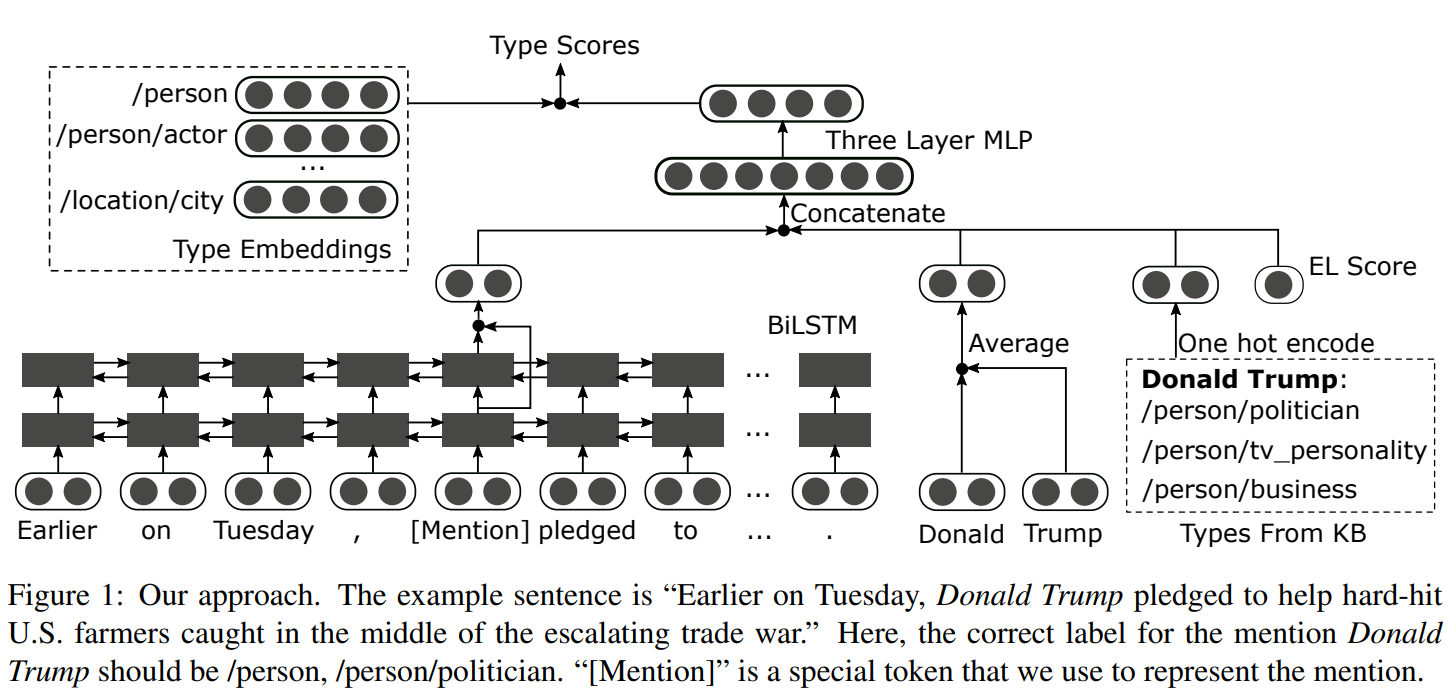 Type Scores
/person
/person/actor
...
/location/city
Type Embeddings
Three Layer MLP
Concatenate
EL Score
BiLSTM
...
...
...
Average
One hot encode
Donald Trump:
/person/politician
/person/tv_personality
/person/business
Types From KB
Earlier on Tuesday , [Mention] pledged to ... .
Donald Trump
Figure 1: Our approach. The example sentence is “Earlier on Tuesday, Donald Trump pledged to help hard-hit
U.S. farmers caught in the middle of the escalating trade war.” Here, the correct label for the mention Donald
Trump should be /person, /person/politician. “[Mention]” is a special token that we use to represent the mention.